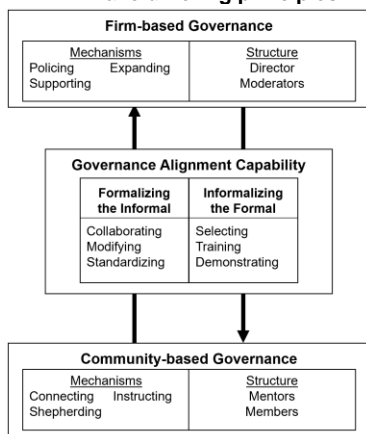 Firm-based Governance
Mechanisms
Policing Expanding
Supporting
Structure
Director
Moderators
Governance Alignment Capability
Formalizing
the Informal
Collaborating
Modifying
Standardizing
Informalizing
the Formal
Selecting
Training
Demonstrating
Community-based Governance
Mechanisms
Connecting Instructing
Shepherding
Structure
Mentors
Members